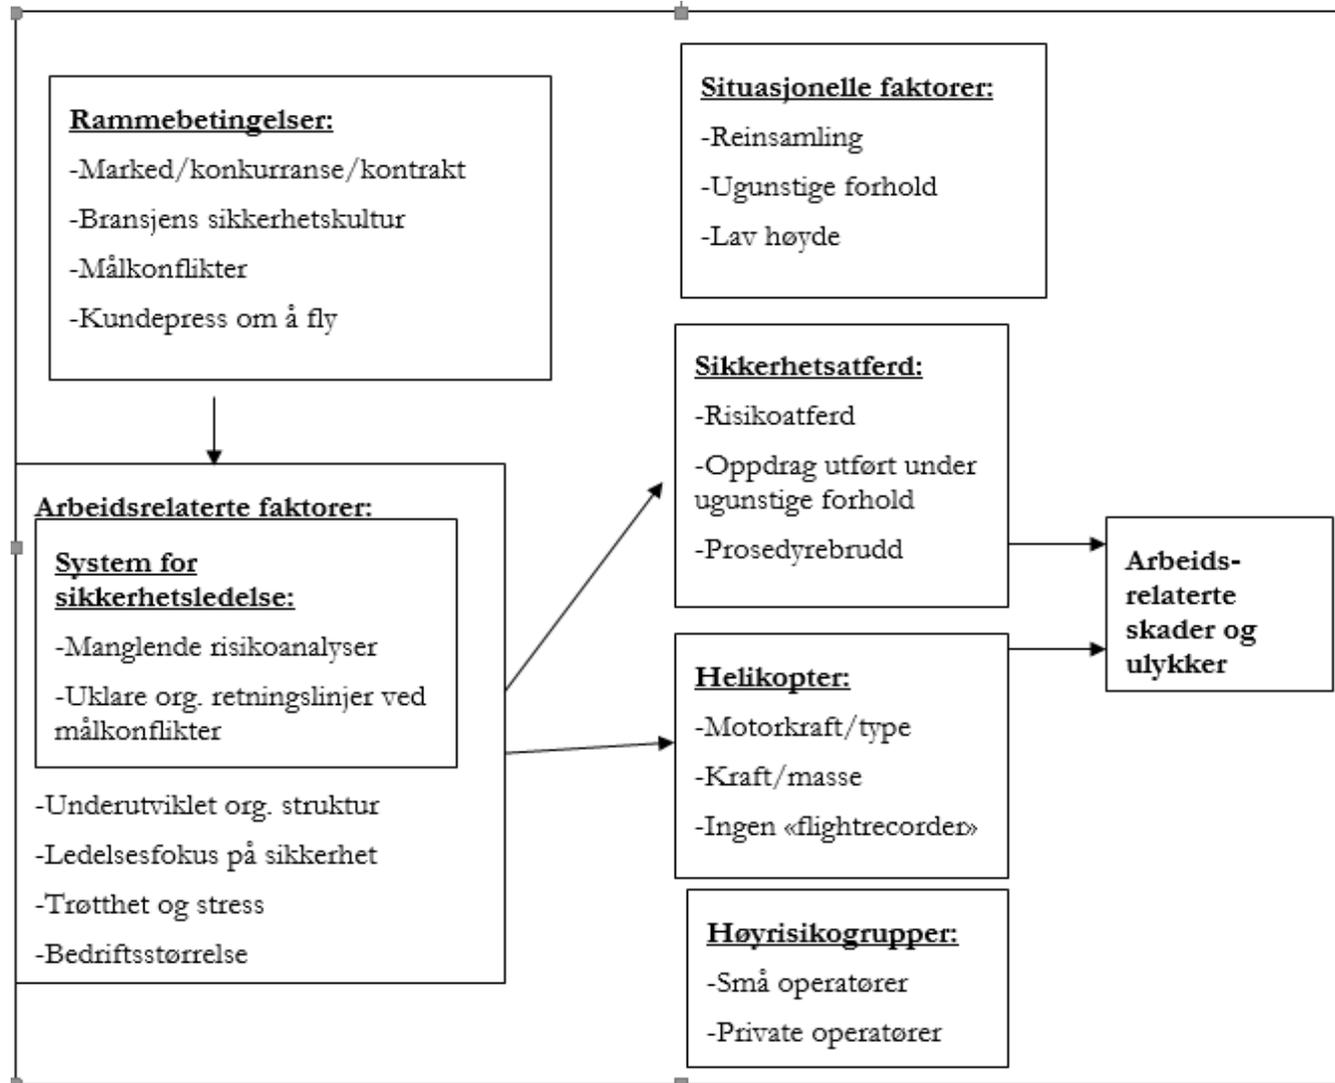 Rammebetingelser:
-Marked/konkurranse/kontrakt
-Bransjens sikkerhetskultur
-Målkonflikter
-Kundepress om å fly
Arbeidsrelaterte faktorer:
System for
sikkerhetsledelse:
-Manglende risikoanalyser
-Uklare org. retningslinjer ved
målkonflikter
-Underutviklet org. struktur
-Ledelsesfokus på sikkerhet
-Trøtthet og stress
-Bedriftsstørrelse
Situasjonelle faktorer:
-Reinsamling
-Ugunstige forhold
-Lav høyde
Sikkerhetsatferd:
-Risikoatferd
-Oppdrag utført under
ugunstige forhold
-Prosedyrebrudd
Helikopter:
-Motorkraft/type
-Kraft/masse
-Ingen «flightrecorder»
Høyrisikogrupper:
-Små operatører
-Private operatører
Arbeids-
relaterte
skader og
ulykker